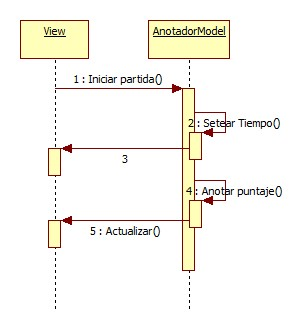 View
AnotadorModel
1 : Iniciar partida()
2 : Setear Tiempo()
3
4 : Anotar puntaje()
5 : Actualizar()